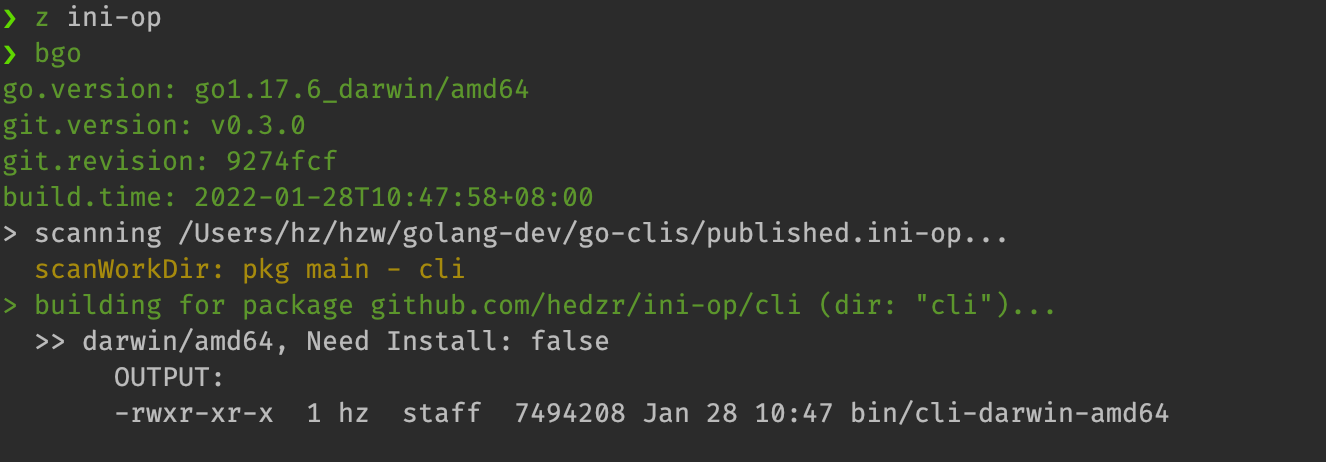 ❯ z ini-op
❯ bgo
go.version: go1.17.6_darwin/amd64
git.version: v0.3.0
git.revision: 9274fcf
build.time: 2022-01-28T10:47:58+08:00
> scanning /Users/hz/hzw/golang-dev/go-clis/published.ini-op...
  scanWorkDir: pkg main - cli
> building for package github.com/hedzr/ini-op/cli (dir: "cli")...
  >> darwin/amd64, Need Install: false
       OUTPUT:
       -rwxr-xr-x  1 hz  staff  7494208 Jan 28 10:47 bin/cli-darwin-amd64